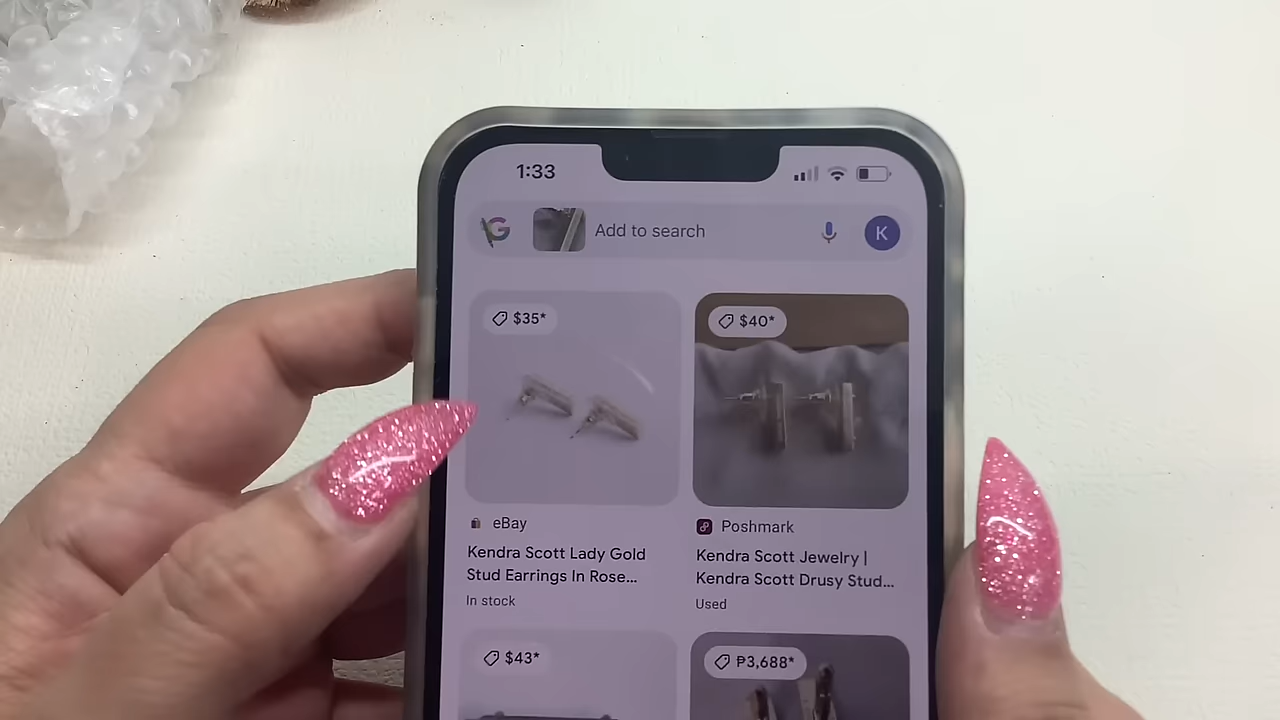 1:33
G Add to search K
$35*
$40*
eBay
Poshmark
Kendra Scott Lady Gold
Stud Earrings In Rose...
In stock
Kendra Scott Jewelry |
Kendra Scott Drusy Stud...
Used
$43*
₱3,688*